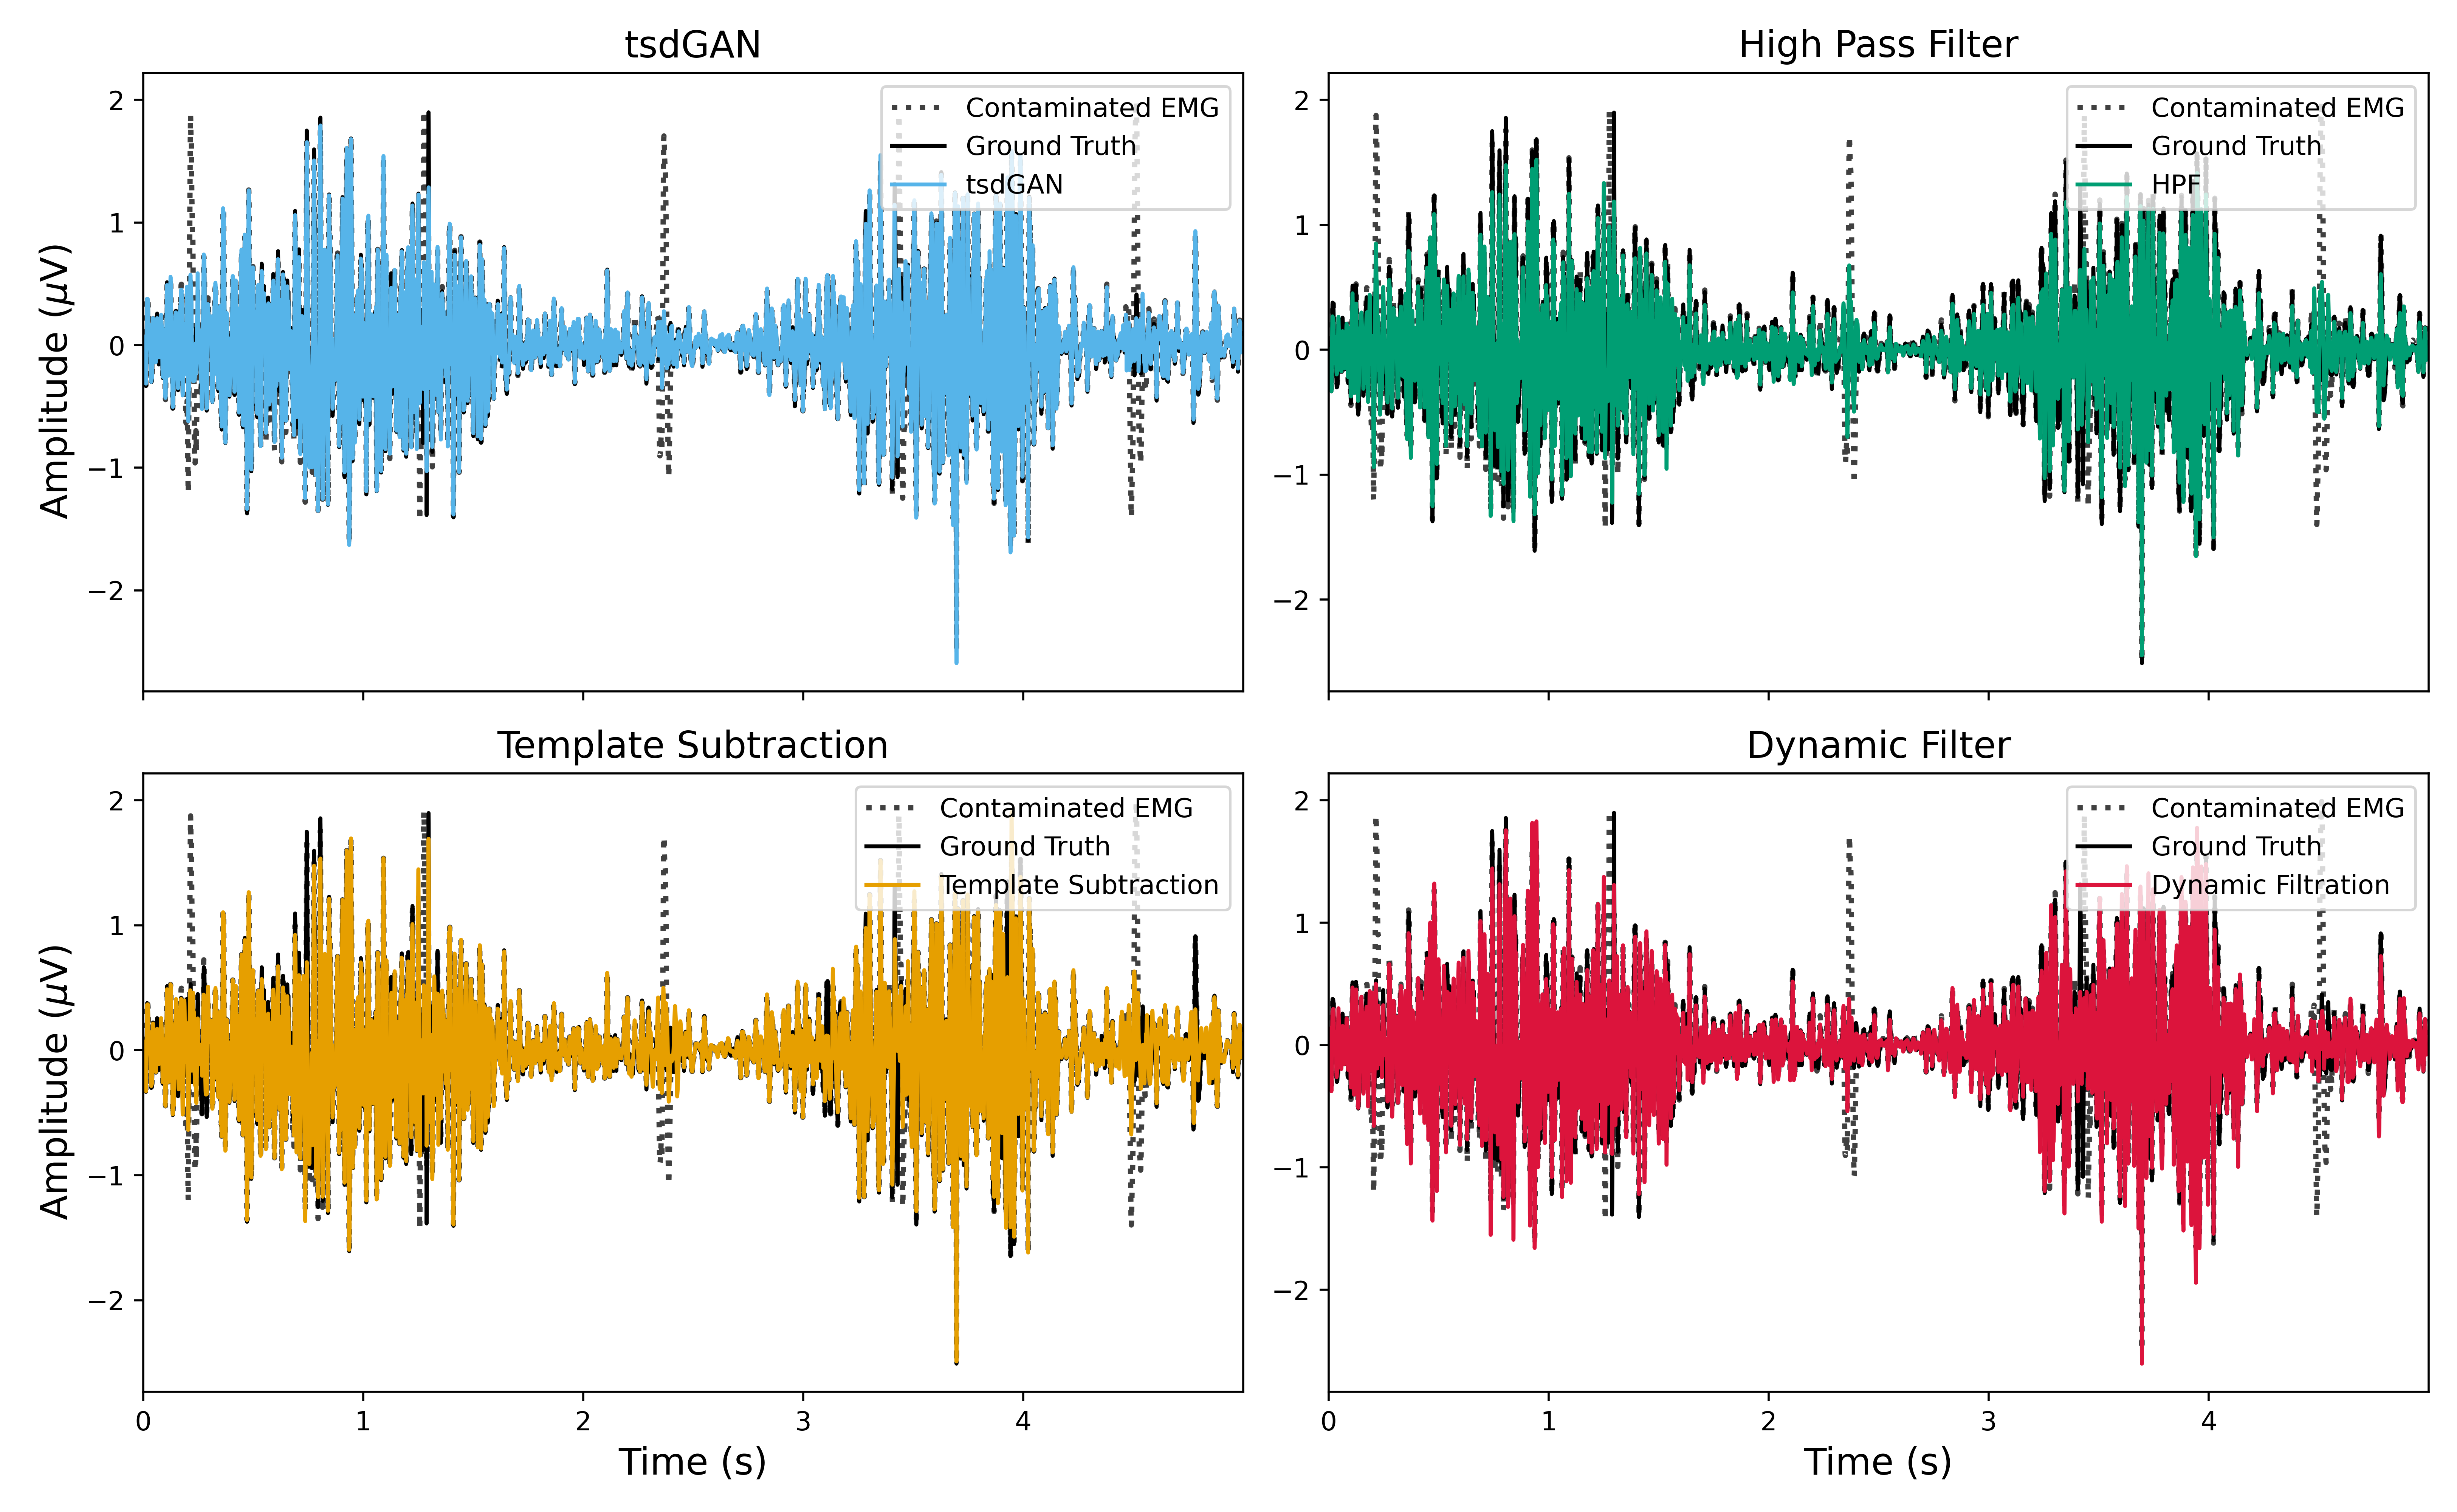 tsdGAN
2
1
0
−1
−2
Amplitude (μV)
Contaminated EMG
Ground Truth
tsdGAN
High Pass Filter
2
1
0
−1
−2
Contaminated EMG
Ground Truth
HPF
Template Subtraction
2
1
0
−1
−2
Amplitude (μV)
Contaminated EMG
Ground Truth
Template Subtraction
0 1 2 3 4
Time (s)
Dynamic Filter
2
1
0
−1
−2
Contaminated EMG
Ground Truth
Dynamic Filtration
0 1 2 3 4
Time (s)